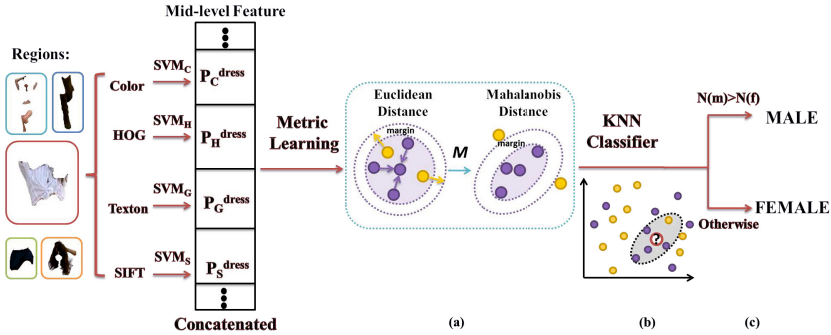 Mid-level Feature
Regions:
Color
HOG
Texton
SIFT
SVM_C
SVM_H
SVM_G
SVM_S
P_C^dress
P_H^dress
P_G^dress
P_S^dress
Concatenated
Metric
Learning
Euclidean
Distance
margin
M
Mahalanobis
Distance
margin
(a)
KNN
Classifier
?
(b)
N(m)>N(f)
MALE
Otherwise
FEMALE
(c)